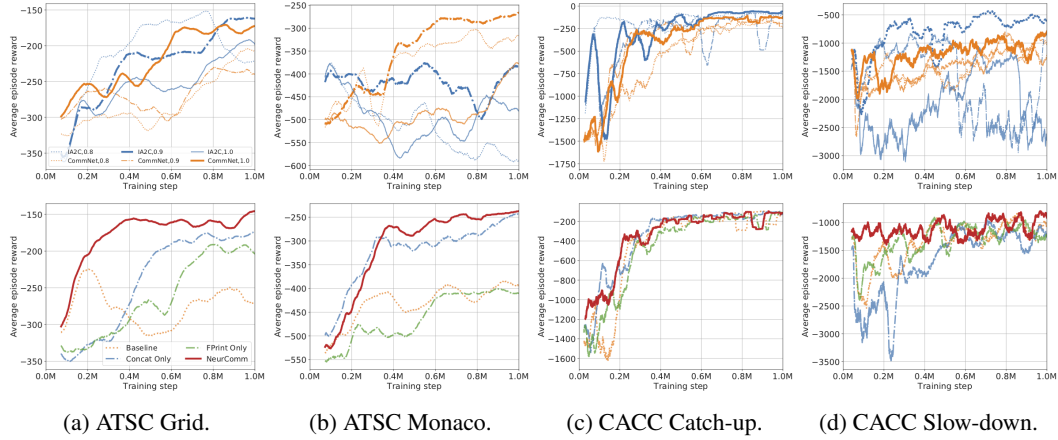 −150
−200
−250
−300
−350
Average episode reward
IA2C,0.8
IA2C,0.9
IA2C,1.0
CommNet,0.8
CommNet,0.9
CommNet,1.0
0.0M 0.2M 0.4M 0.6M 0.8M 1.0M
Training step
−300
−400
−450
−500
−550
−600
Average episode reward
0.0M 0.2M 0.4M 0.6M 0.8M 1.0M
Training step
0
−250
−500
−750
−1000
−1250
−1500
−1750
Average episode reward
0.0M 0.2M 0.4M 0.6M 0.8M 1.0M
Training step
−500
−1000
−1500
−2000
−2500
−3000
Average episode reward
0.0M 0.2M 0.4M 0.6M 0.8M 1.0M
Training step
−150
−200
−250
−300
−350
Average episode reward
Baseline
Concat Only
FPrint Only
NeurComm
0.0M 0.2M 0.4M 0.6M 0.8M 1.0M
Training step
−250
−300
−350
−400
−450
−500
−550
Average episode reward
0.0M 0.2M 0.4M 0.6M 0.8M 1.0M
Training step
−200
−400
−600
−800
−1000
−1200
−1400
−1600
Average episode reward
0.0M 0.2M 0.4M 0.6M 0.8M 1.0M
Training step
−1000
−1500
−2000
−2500
−3000
−3500
Average episode reward
0.0M 0.2M 0.4M 0.6M 0.8M 1.0M
Training step
(a) ATSC Grid.
(b) ATSC Monaco.
(c) CACC Catch-up.
(d) CACC Slow-down.